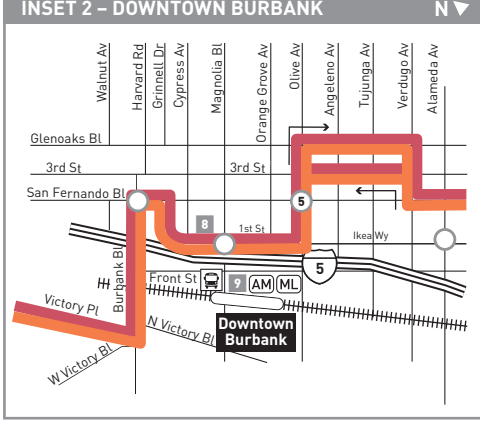 INSET 2 – DOWNTOWN BURBANK
N
Walnut Av
Harvard Rd
Grinnell Dr
Cypress Av
Magnolia Bl
Orange Grove Av
Olive Av
Angeleno Av
Tujunga Av
Verdugo Av
Alameda Av
Glenoaks Bl
3rd St
3rd St
San Fernando Bl
8
1st St
5
Ikea Wy
Burbank Bl
Front St
9
AM
ML
5
Victory Pl
N Victory Bl
Downtown
Burbank
W Victory Bl